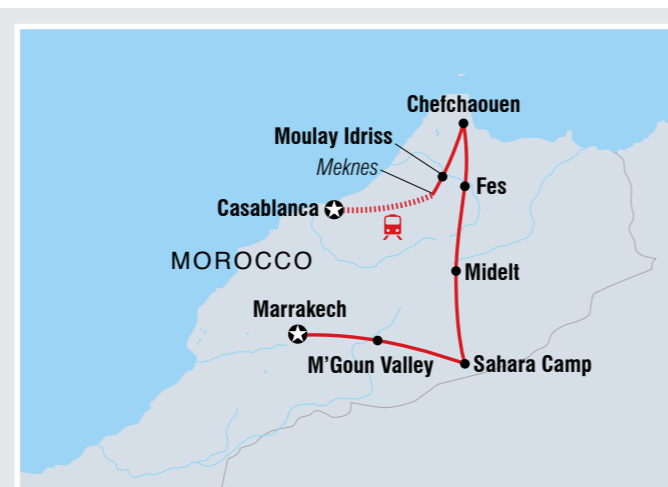 Chefchaouen
Moulay Idriss
Meknes
Fes
Casablanca
MOROCCO
Midelt
Marrakech
M'Goun Valley
Sahara Camp